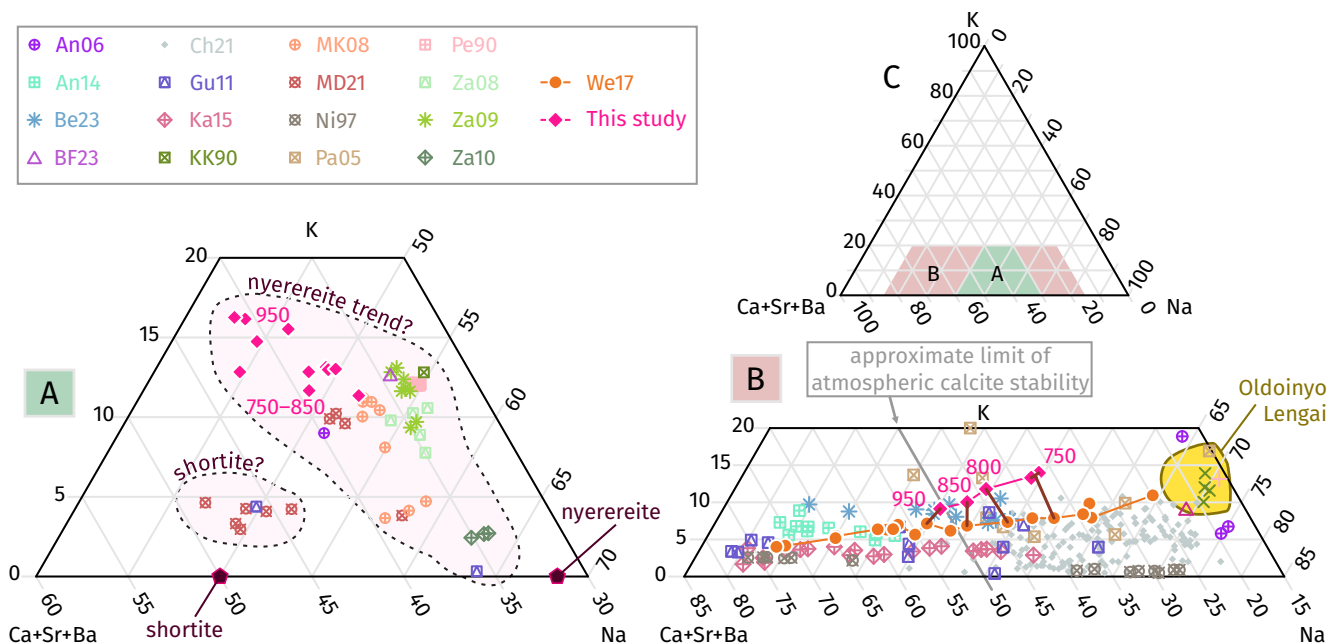 An06
Ch21
MK08
Pe90
An14
Gu11
MD21
Za08
We17
Be23
Ka15
Ni97
Za09
This study
BF23
KK90
Pa05
Za10
K
100
0
C
80
20
60
40
40
60
20
80
B
A
0
100
Ca+Sr+Ba
100
80
60
40
20
0
Na
K
20
50
nyerereite trend?
950
15
55
A
750–850
10
60
shortite?
5
65
nyerereite
0
70
60
55
50
45
40
35
30
Ca+Sr+Ba
shortite
Na
B
approximate limit of
atmospheric calcite stability
Oldoinyo
Lengai
K
20
65
15
70
750
800
850
950
10
75
5
80
0
85
85
80
75
70
65
60
55
50
45
40
35
30
25
20
15
Ca+Sr+Ba
Na